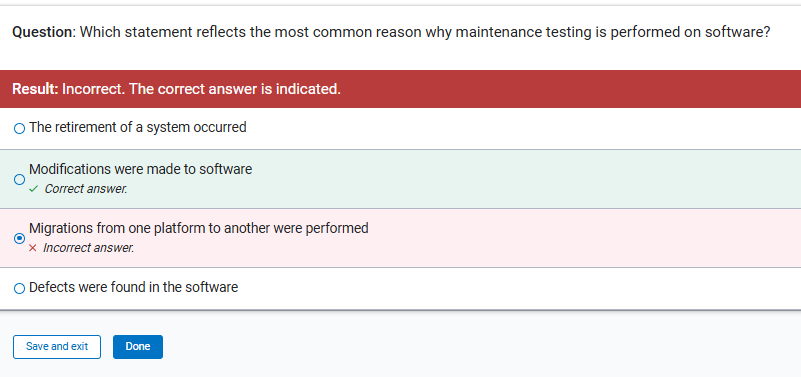 Question: Which statement reflects the most common reason why maintenance testing is performed on software?
Result: Incorrect. The correct answer is indicated.
The retirement of a system occurred
Modifications were made to software
✓ Correct answer.
Migrations from one platform to another were performed
× Incorrect answer.
Defects were found in the software
Save and exit Done